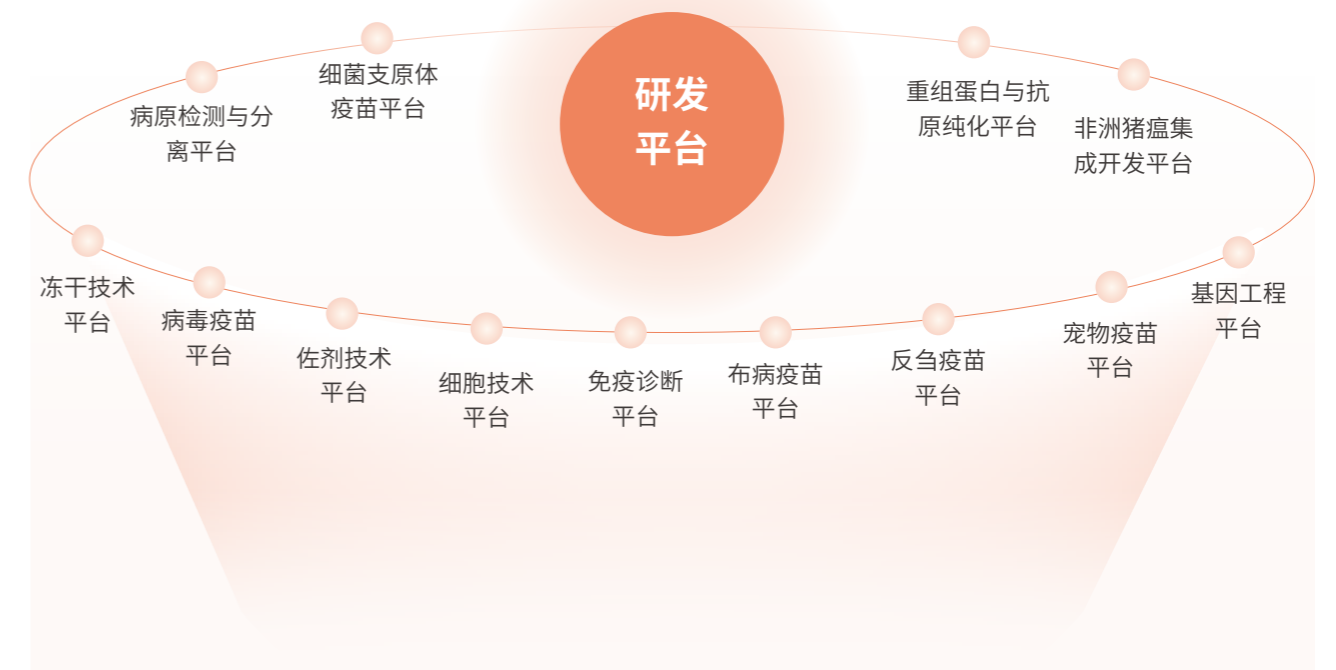 研发
平台
细菌支原体
疫苗平台
病原检测与分
离平台
重组蛋白与抗
原纯化平台
非洲猪瘟集
成开发平台
冻干技术
平台
病毒疫苗
平台
佐剂技术
平台
细胞技术
平台
免疫诊断
平台
布病疫苗
平台
反刍疫苗
平台
宠物疫苗
平台
基因工程
平台